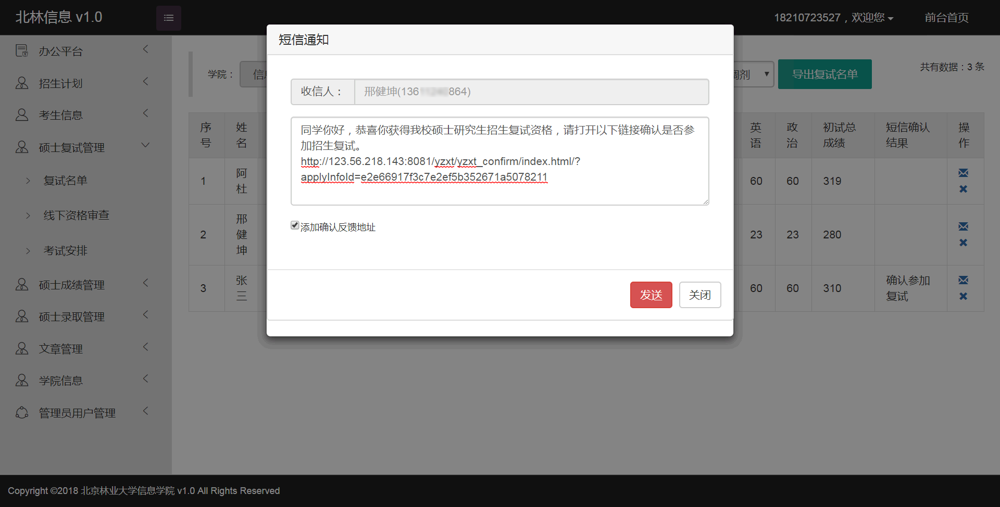 北林信息 v1.0
18210723527，欢迎您
前台首页
办公平台
招生计划
考生信息
硕士复试管理
复试名单
线下资格审查
考试安排
硕士成绩管理
硕士录取管理
文章管理
学院信息
管理员用户管理
学院：
信息
调剂
导出复试名单
共有数据：3 条
序号
姓名
英语
政治
初试总成绩
短信确认结果
操作
1
阿杜
60
60
319
2
邢健坤
23
23
280
3
张三
60
60
310
确认参加复试
短信通知
收信人：
邢健坤(136 864)
同学你好，恭喜你获得我校硕士研究生招生复试资格，请打开以下链接确认是否参
加招生复试。
http://123.56.218.143:8081/yzxt/yzxt_confirm/index.html/?
applyInfoId=e2e66917f3c7e2ef5b352671a5078211
添加确认反馈地址
发送
关闭
Copyright ©2018 北京林业大学信息学院 v1.0 All Rights Reserved